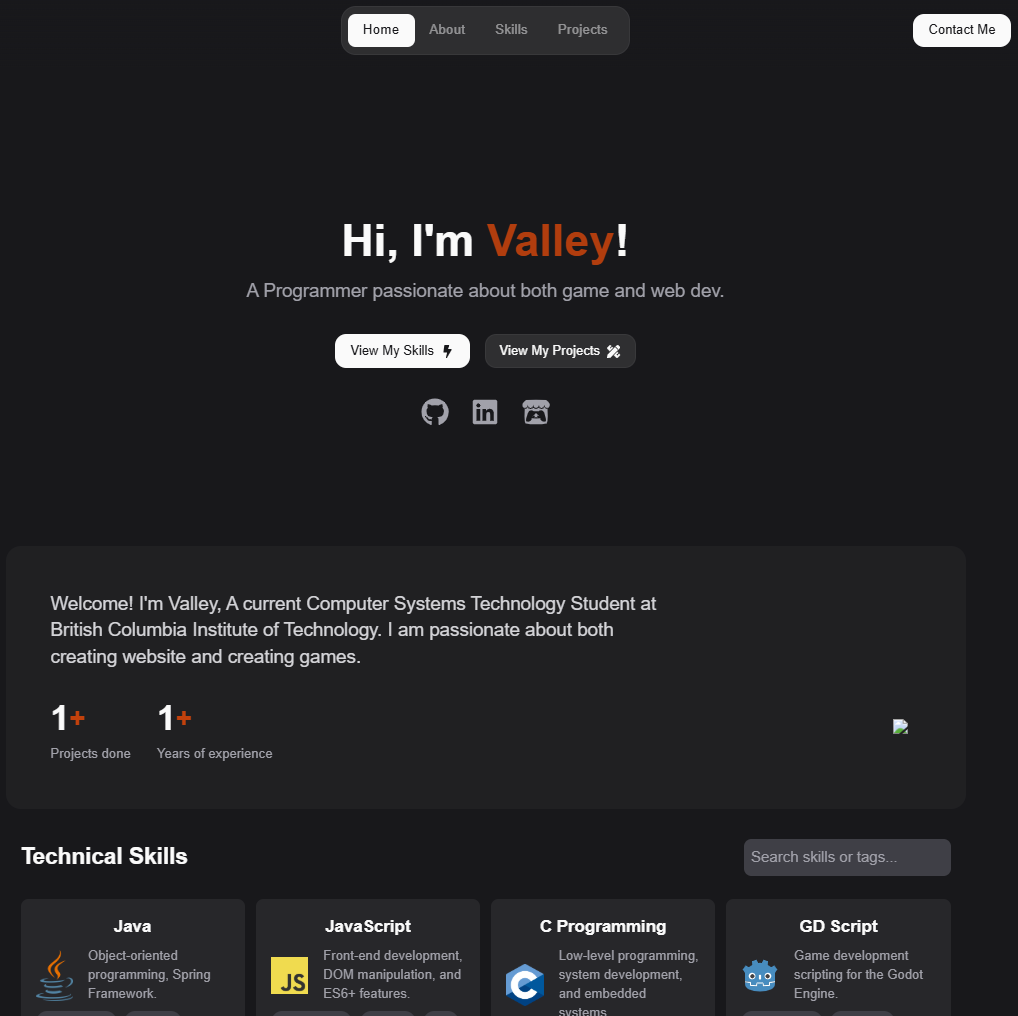 Home About Skills Projects
Contact Me
Hi, I'm Valley!
A Programmer passionate about both game and web dev.
View My Skills
View My Projects
Welcome! I'm Valley, A current Computer Systems Technology Student at
British Columbia Institute of Technology. I am passionate about both
creating website and creating games.
1+
Projects done
1+
Years of experience
Technical Skills
Search skills or tags...
Java
Object-oriented
programming, Spring
Framework.
JavaScript
JS
Front-end development,
DOM manipulation, and
ES6+ features.
C Programming
C
Low-level programming,
system development,
and embedded
systems
GD Script
Game development
scripting for the Godot
Engine.